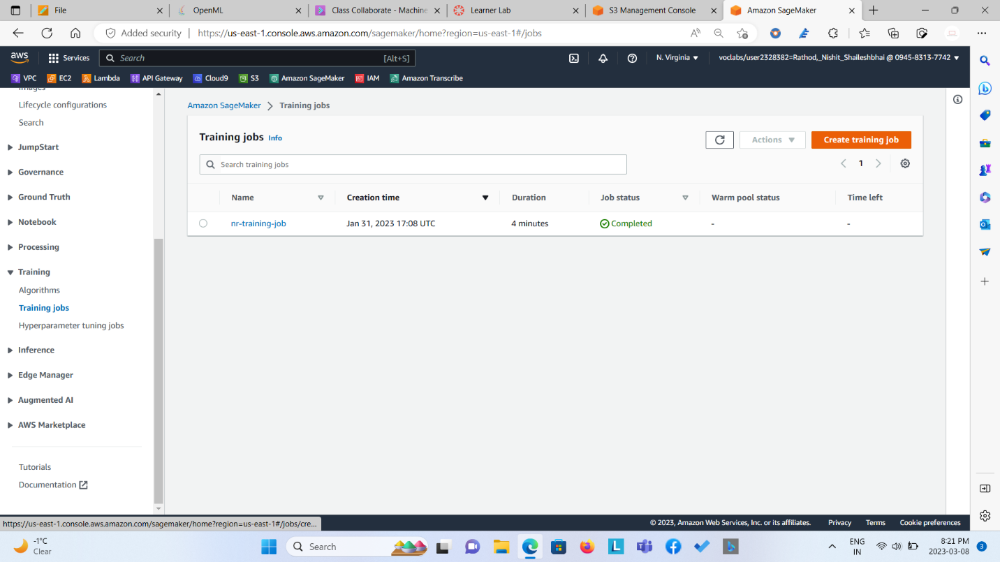 File
OpenML
Class Collaborate - Machine
Learner Lab
S3 Management Console
Amazon SageMaker
Added security
https://us-east-1.console.aws.amazon.com/sagemaker/home?region=us-east-1#/jobs
aws
Services
Search
[Alt+S]
N. Virginia
voclabs/user2328382=Rathod,_Nishit_Shaileshbhai @ 0945-8313-7742
VPC
EC2
Lambda
API Gateway
Cloud9
S3
Amazon SageMaker
IAM
Amazon Transcribe
Images
Lifecycle configurations
Search
JumpStart
Governance
Ground Truth
Notebook
Processing
Training
Algorithms
Training jobs
Hyperparameter tuning jobs
Inference
Edge Manager
Augmented AI
AWS Marketplace
Tutorials
Documentation
Amazon SageMaker
Training jobs
Training jobs Info
Actions
Create training job
Search training jobs
1
Name
Creation time
Duration
Job status
Warm pool status
Time left
nr-training-job
Jan 31, 2023 17:08 UTC
4 minutes
Completed
-
-
https://us-east-1.console.aws.amazon.com/sagemaker/home?region=us-east-1#/jobs/cre...
© 2023, Amazon Web Services, Inc. or its affiliates.
Privacy
Terms
Cookie preferences
-1°C
Clear
Search
ENG
IN
8:21 PM
2023-03-08
3